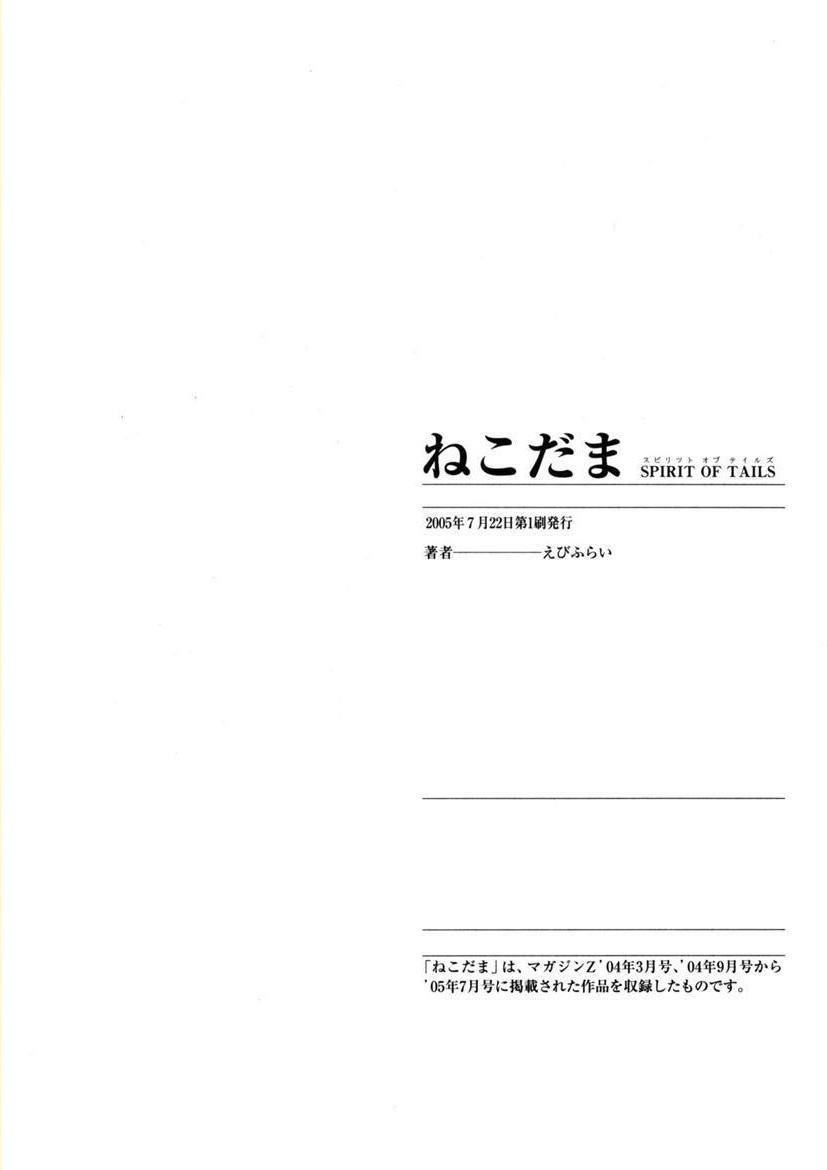 ねこだま
スピリット オブ テイルズ
SPIRIT OF TAILS
2005年7月22日第1刷発行
著者――――――えびふらい
「ねこだま」は、マガジンZ '04年3月号、'04年9月号から
'05年7月号に掲載された作品を収録したものです。